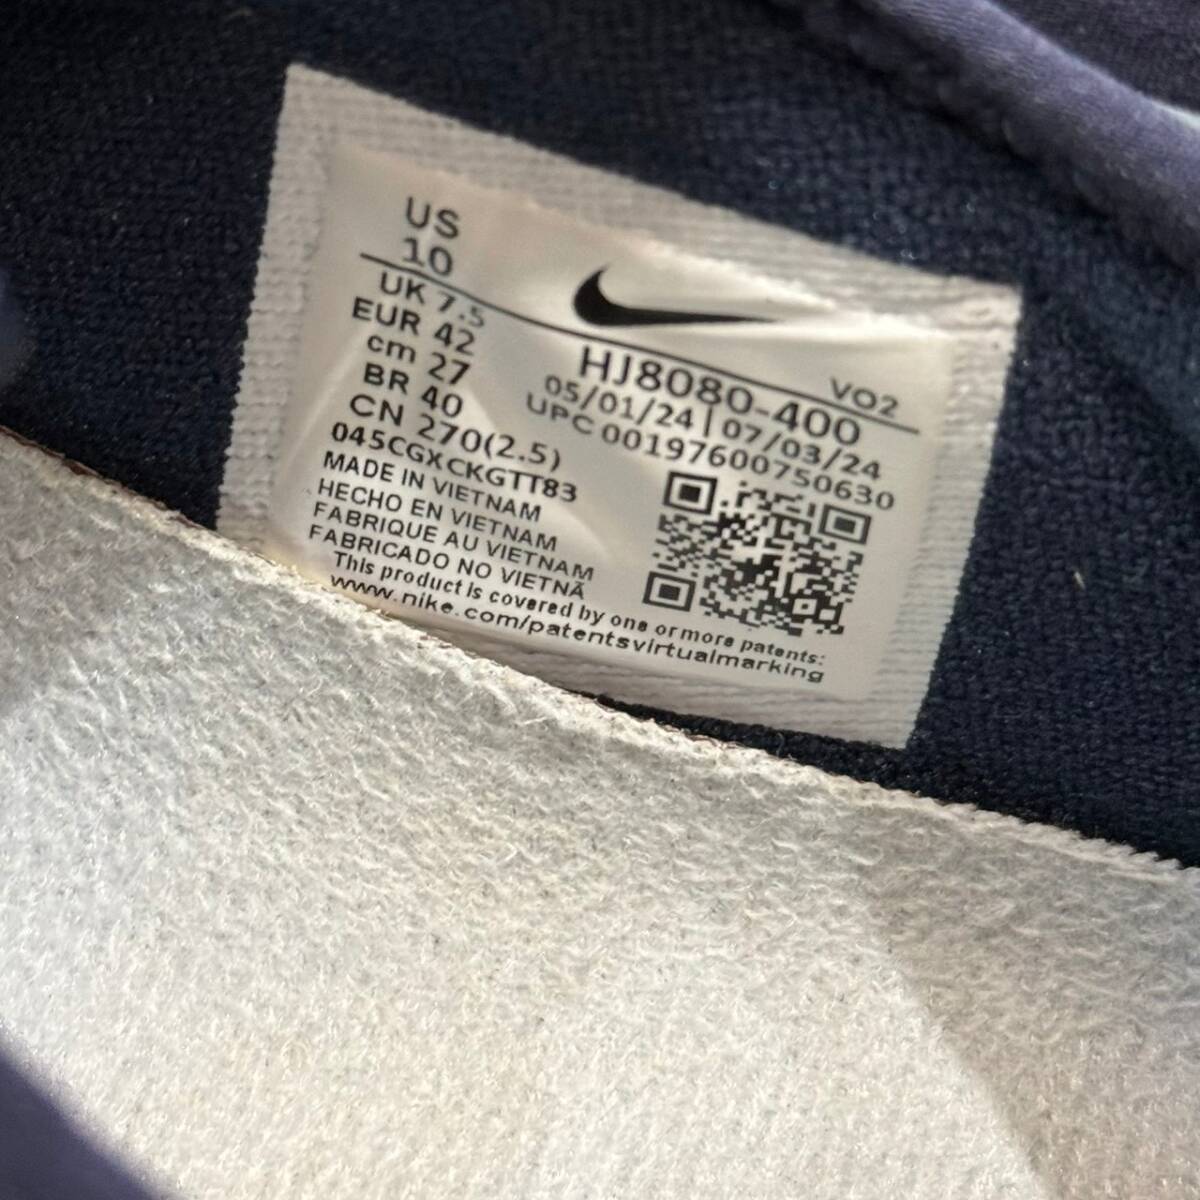 US
10
UK 7.5
EUR 42
cm 27
BR 40
CN 270(2.5)
045CGXCKGTT83
MADE IN VIETNAM
HECHO EN VIETNAM
FABRIQUE AU VIETNAM
FABRICADO NO VIETNÃ
This product is covered by one or more patents:
www.nike.com/patentsvirtualmarking
VO2
HJ8080-400
05/01/24 | 07/03/24
UPC 00197600750630